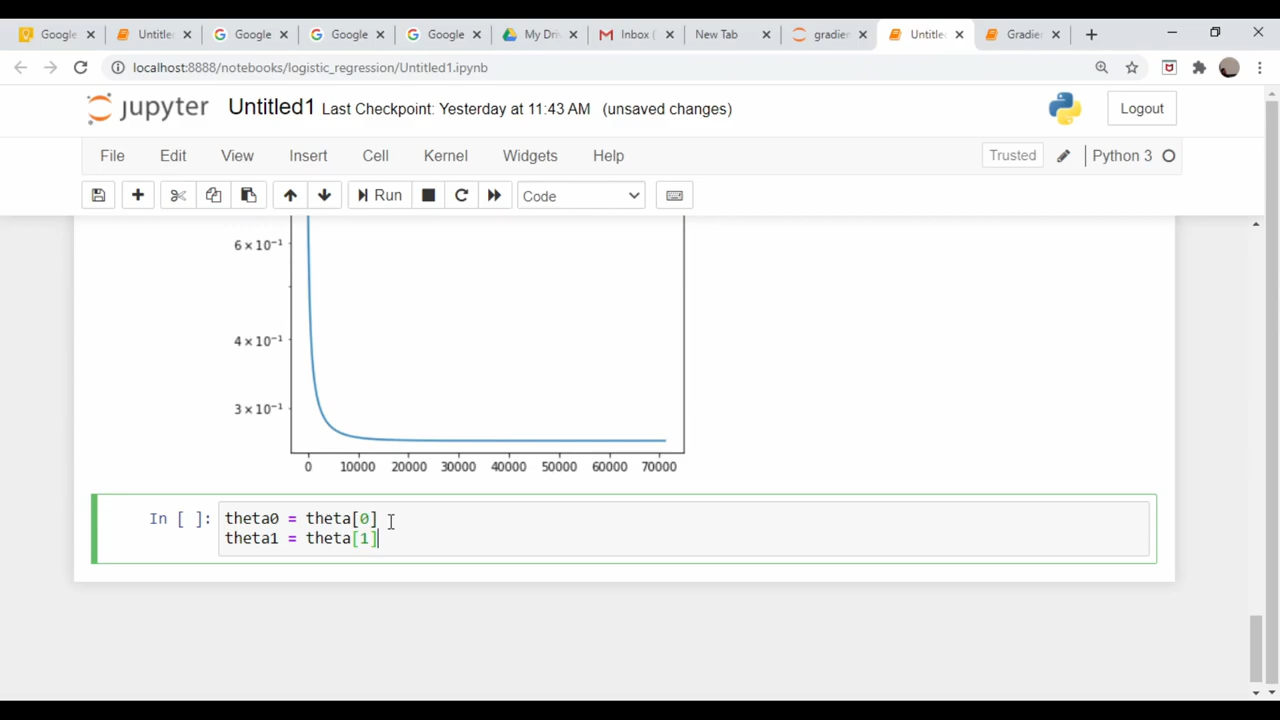 Google Untitle Google Google Google My Dri Inbox ( New Tab gradien Untitle Gradie
localhost:8888/notebooks/logistic_regression/Untitled1.ipynb
jupyter Untitled1 Last Checkpoint: Yesterday at 11:43 AM (unsaved changes) Logout
File Edit View Insert Cell Kernel Widgets Help Trusted Python 3
Run Code
6 × 10⁻¹
4 × 10⁻¹
3 × 10⁻¹
0 10000 20000 30000 40000 50000 60000 70000
In [ ]: theta0 = theta[0]
theta1 = theta[1]